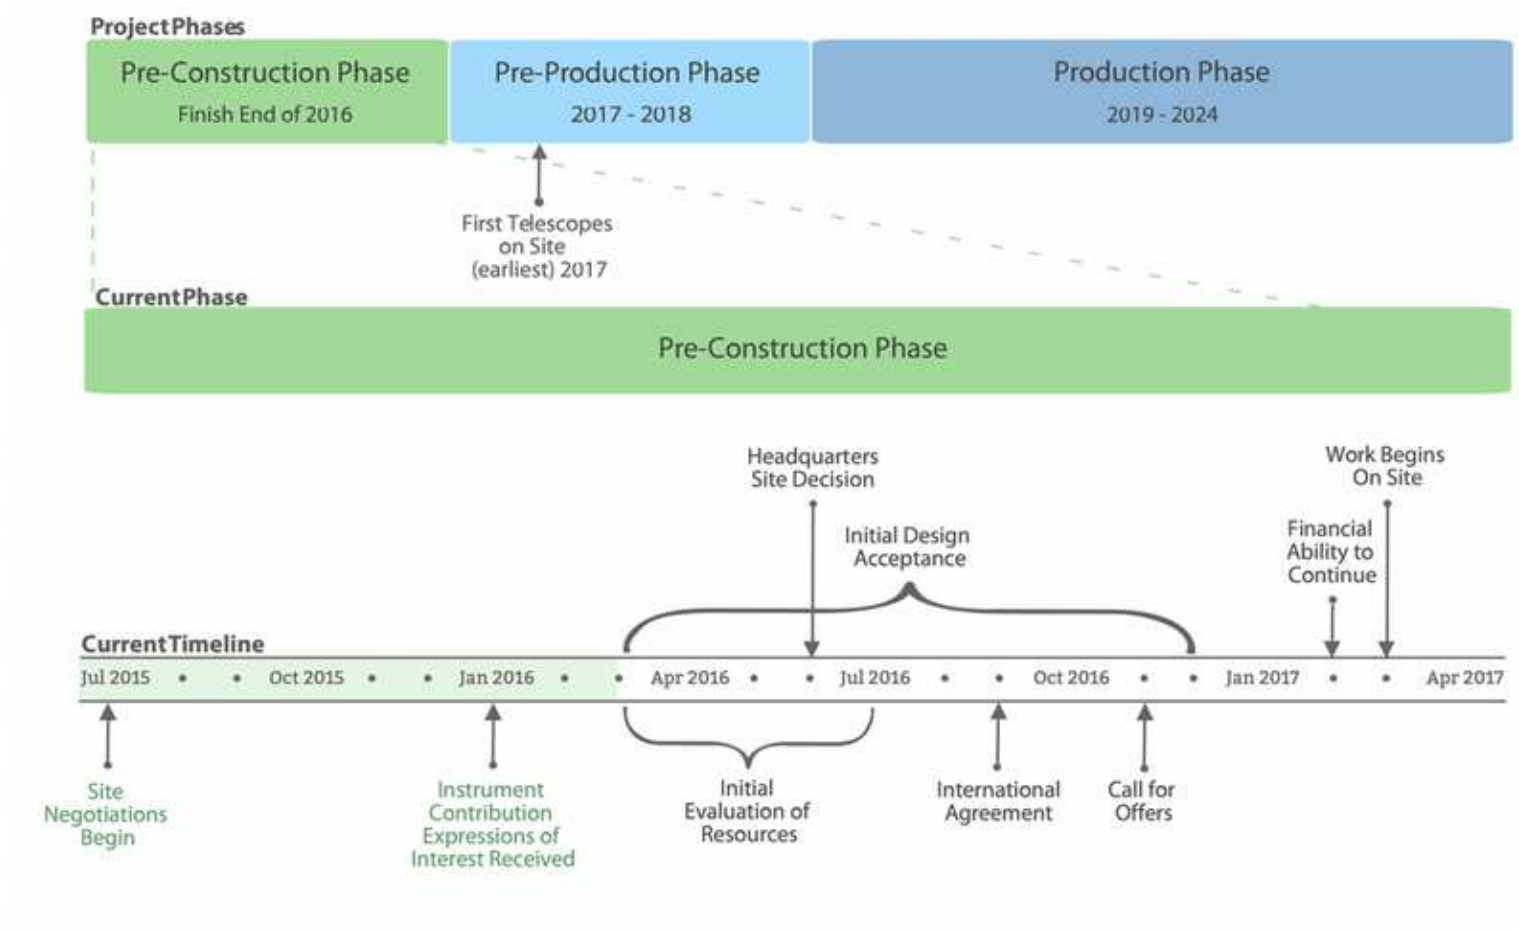 Project Phases
Pre-Construction Phase
Finish End of 2016
Pre-Production Phase
2017 - 2018
Production Phase
2019 - 2024
First Telescopes
on Site
(earliest) 2017
Current Phase
Pre-Construction Phase
Headquarters
Site Decision
Work Begins
On Site
Initial Design
Acceptance
Financial
Ability to
Continue
Current Timeline
Jul 2015 • • Oct 2015 • • Jan 2016 • • Apr 2016 • • Jul 2016 • • Oct 2016 • • Jan 2017 • • Apr 2017
Site
Negotiations
Begin
Instrument
Contribution
Expressions of
Interest Received
Initial
Evaluation of
Resources
International
Agreement
Call for
Offers